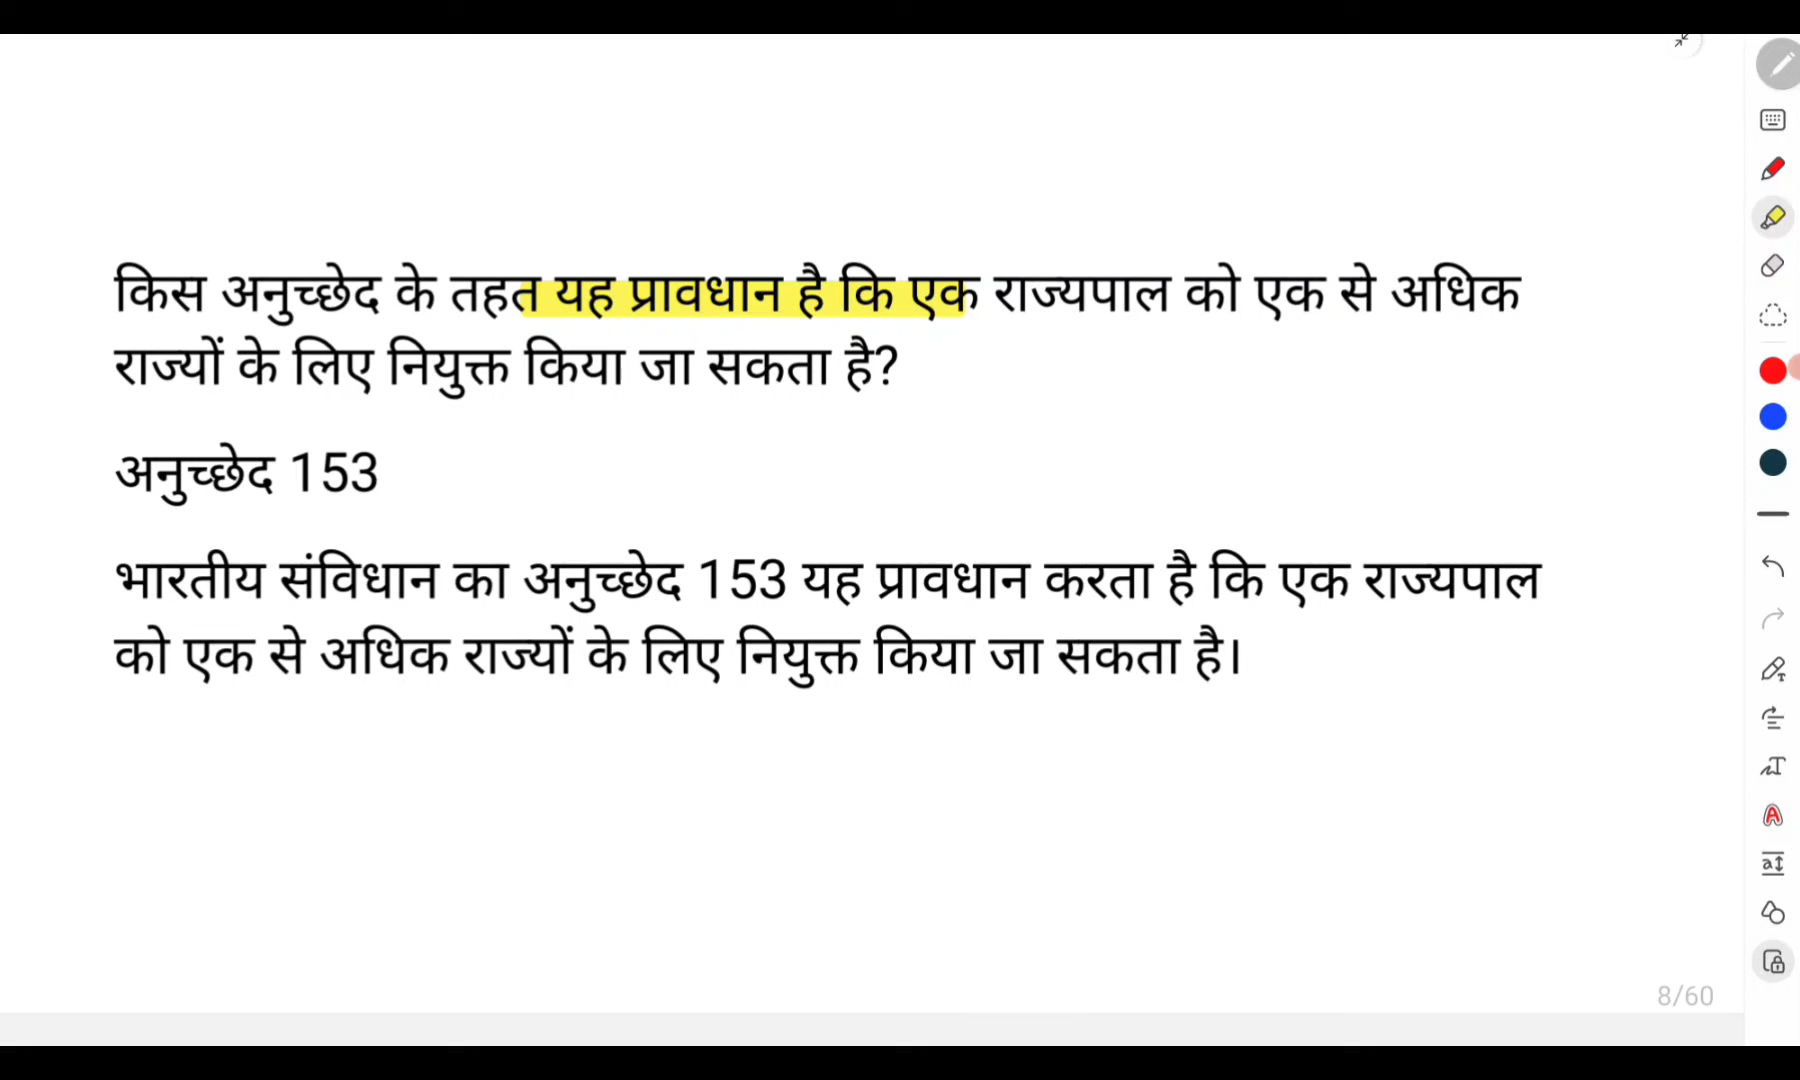 किस अनुच्छेद के तहत यह प्रावधान है कि एक राज्यपाल को एक से अधिक
राज्यों के लिए नियुक्त किया जा सकता है?
अनुच्छेद 153
भारतीय संविधान का अनुच्छेद 153 यह प्रावधान करता है कि एक राज्यपाल
को एक से अधिक राज्यों के लिए नियुक्त किया जा सकता है।
8/60